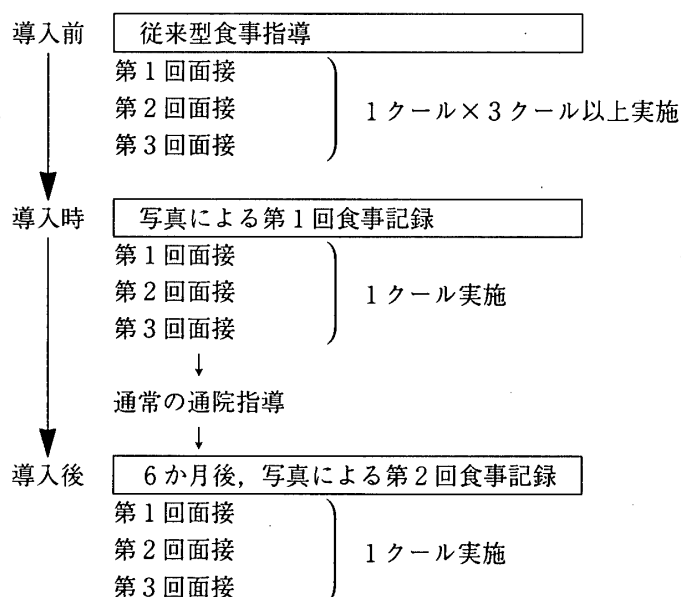 導入前 従来型食事指導
第1回面接
第2回面接 1クール×3クール以上実施
第3回面接
導入時 写真による第1回食事記録
第1回面接
第2回面接 1クール実施
第3回面接
↓
通常の通院指導
↓
導入後 6か月後，写真による第2回食事記録
第1回面接
第2回面接 1クール実施
第3回面接